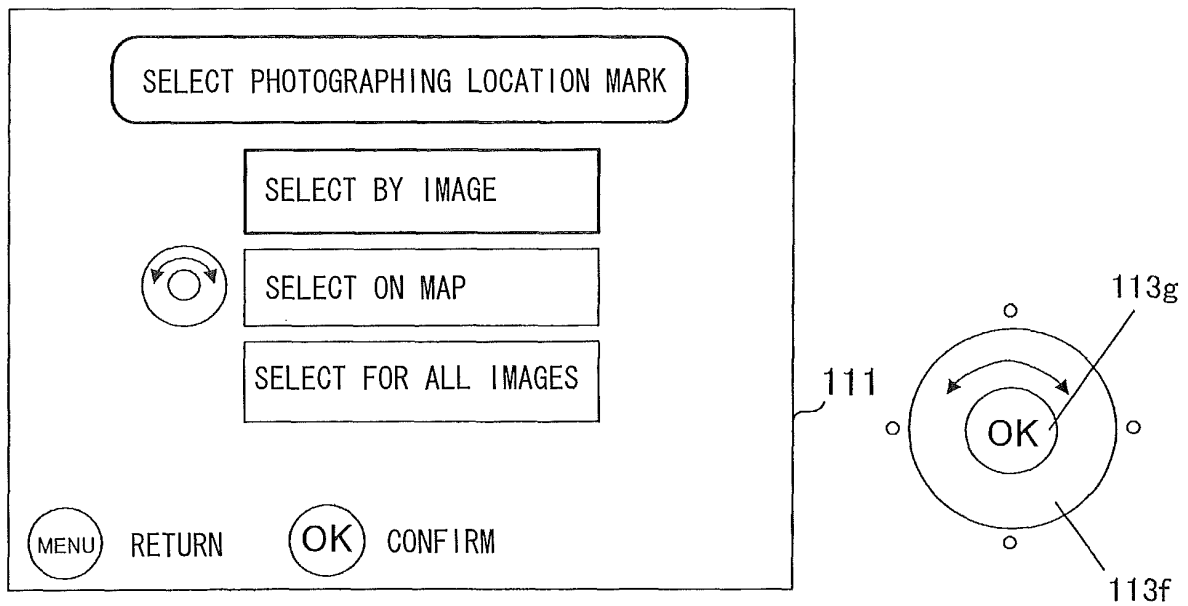 SELECT PHOTOGRAPHING LOCATION MARK
SELECT BY IMAGE
SELECT ON MAP
SELECT FOR ALL IMAGES
MENU RETURN OK CONFIRM
111
113g
OK
113f